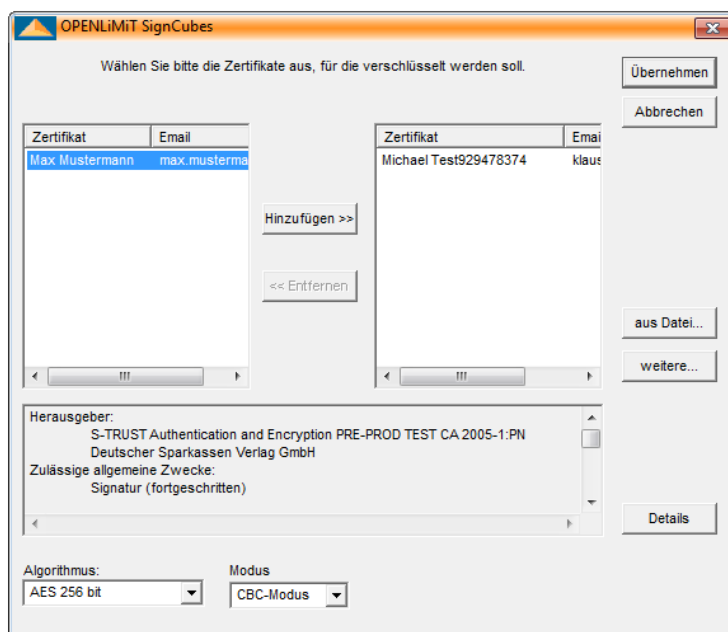 OPENLiMiT SignCubes
Wählen Sie bitte die Zertifikate aus, für die verschlüsselt werden soll.
Übernehmen
Abbrechen
Zertifikat Email
Max Mustermann max.musterma
Hinzufügen >>
<< Entfernen
Zertifikat Emai
Michael Test929478374 klaus
aus Datei...
weitere...
Herausgeber:
S-TRUST Authentication and Encryption PRE-PROD TEST CA 2005-1:PN
Deutscher Sparkassen Verlag GmbH
Zulässige allgemeine Zwecke:
Signatur (fortgeschritten)
Details
Algorithmus:
AES 256 bit
Modus
CBC-Modus